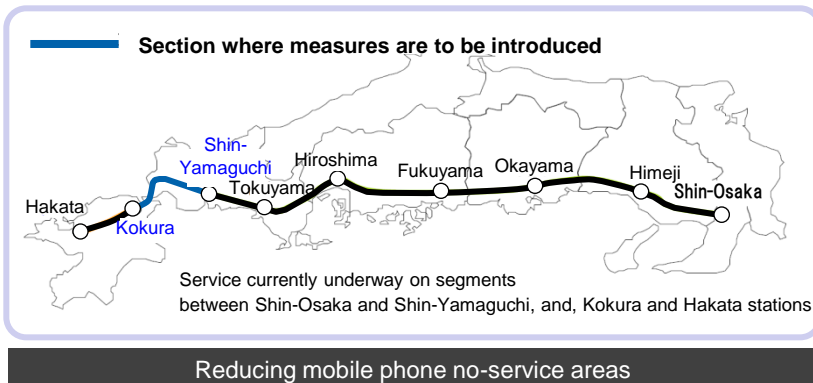 Section where measures are to be introduced
Shin-
Yamaguchi
Hiroshima
Tokuyama
Fukuyama
Okayama
Himeji
Shin-Osaka
Hakata
Kokura
Service currently underway on segments
between Shin-Osaka and Shin-Yamaguchi, and, Kokura and Hakata stations
Reducing mobile phone no-service areas